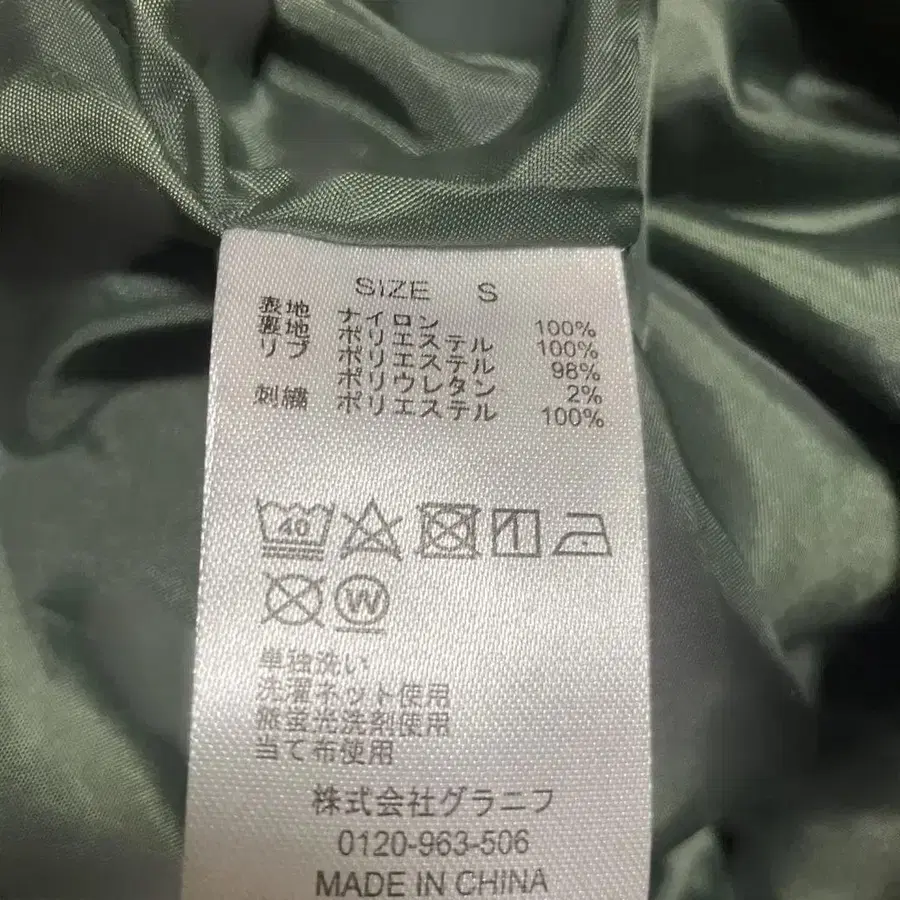 SIZE S
表地 ナイロン 100%
裏地 ポリエステル 100%
リブ ポリエステル 98%
ポリウレタン 2%
刺繍 ポリエステル 100%
40
W
単独洗い
洗濯ネット使用
無蛍光洗剤使用
当て布使用
株式会社グラニフ
0120-963-506
MADE IN CHINA